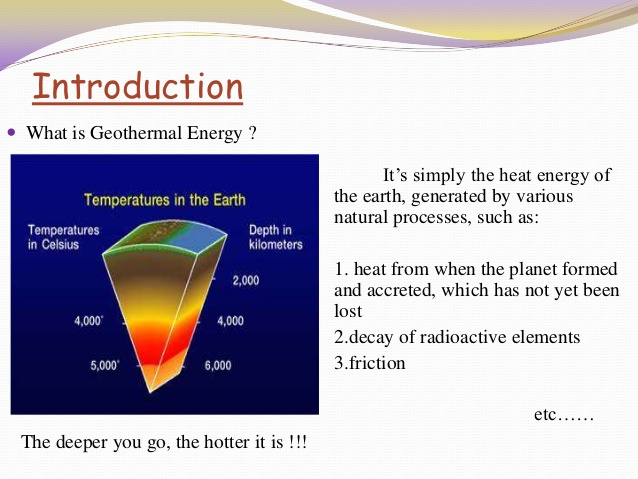 Introduction
• What is Geothermal Energy ?
Temperatures in the Earth
Temperatures
in Celsius
Depth in
kilometers
2,000
4,000°
4,000
5,000°
6,000
The deeper you go, the hotter it is !!!
It’s simply the heat energy of
the earth, generated by various
natural processes, such as:
1. heat from when the planet formed
and accreted, which has not yet been
lost
2.decay of radioactive elements
3.friction
etc……